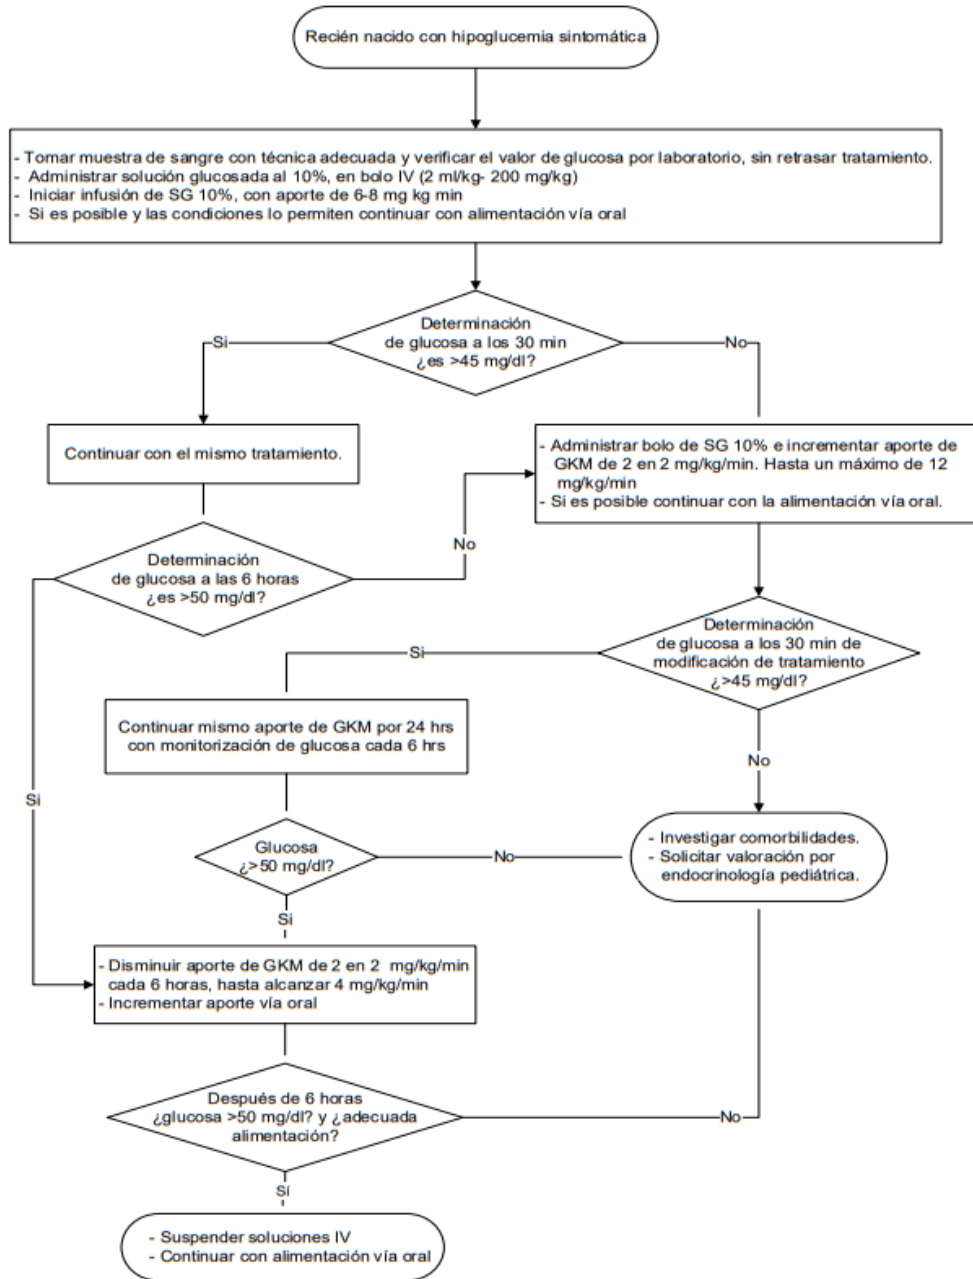 Recién nacido con hipoglucemia sintomática
- Tomar muestra de sangre con técnica adecuada y verificar el valor de glucosa por laboratorio, sin retrasar tratamiento.
- Administrar solución glucosada al 10%, en bolo IV (2 ml/kg- 200 mg/kg)
- Iniciar infusión de SG 10%, con aporte de 6-8 mg kg min
- Si es posible y las condiciones lo permiten continuar con alimentación vía oral
Determinación
de glucosa a los 30 min
¿es >45 mg/dl?
Si
No
Continuar con el mismo tratamiento.
- Administrar bolo de SG 10% e incrementar aporte de
GKM de 2 en 2 mg/kg/min. Hasta un máximo de 12
mg/kg/min
- Si es posible continuar con la alimentación vía oral.
No
Determinación
de glucosa a las 6 horas
¿es >50 mg/dl?
Determinación
de glucosa a los 30 min de
modificación de tratamiento
¿>45 mg/dl?
Si
Continuar mismo aporte de GKM por 24 hrs
con monitorización de glucosa cada 6 hrs
No
Si
Glucosa
¿>50 mg/dl?
No
- Investigar comorbilidades.
- Solicitar valoración por
endocrinología pediátrica.
Si
- Disminuir aporte de GKM de 2 en 2 mg/kg/min
cada 6 horas, hasta alcanzar 4 mg/kg/min
- Incrementar aporte vía oral
Después de 6 horas
¿glucosa >50 mg/dl? y ¿adecuada
alimentación?
No
Sí
- Suspender soluciones IV
- Continuar con alimentación vía oral